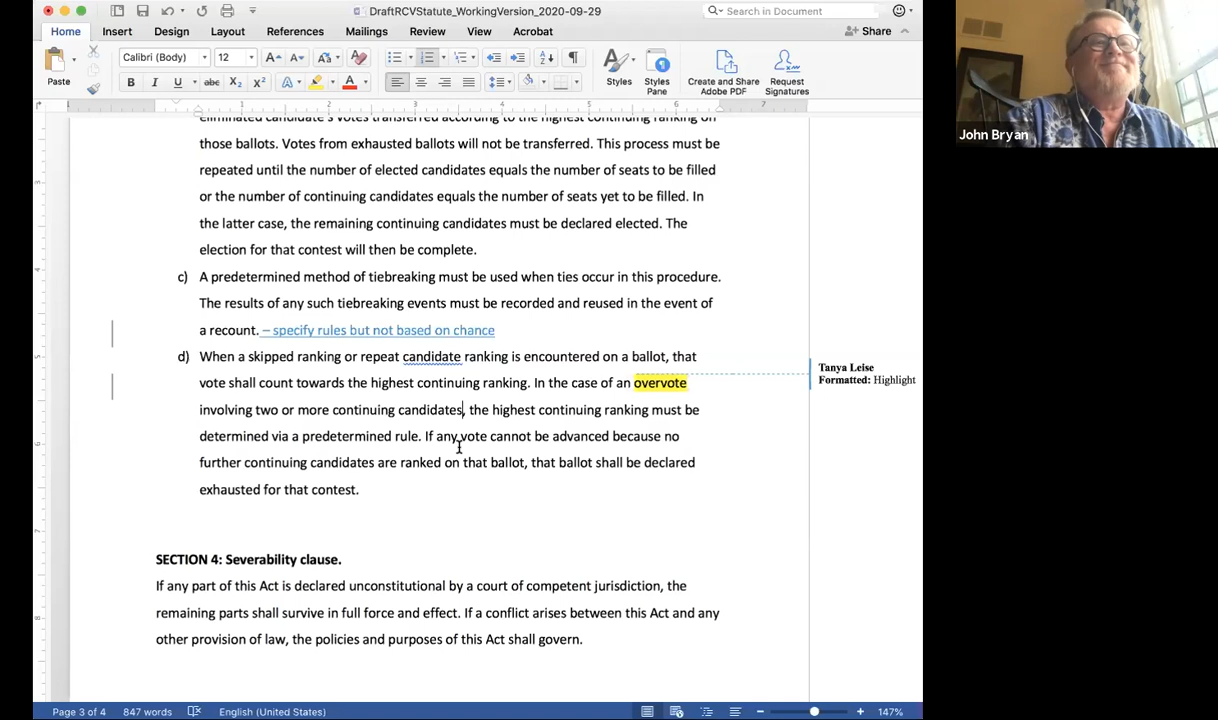 DraftRCVStatute_WorkingVersion_2020-09-29
Search in Document
Home Insert Design Layout References Mailings Review View Acrobat Share
Paste Calibri (Body) 12 Styles Styles Pane Create and Share Adobe PDF Request Signatures
1 1 2 3 4 5 6 7
eliminated candidate's votes transferred according to the highest continuing ranking on
those ballots. Votes from exhausted ballots will not be transferred. This process must be
repeated until the number of elected candidates equals the number of seats to be filled
or the number of continuing candidates equals the number of seats yet to be filled. In
the latter case, the remaining continuing candidates must be declared elected. The
election for that contest will then be complete.
c) A predetermined method of tiebreaking must be used when ties occur in this procedure.
The results of any such tiebreaking events must be recorded and reused in the event of
a recount. – specify rules but not based on chance
d) When a skipped ranking or repeat candidate ranking is encountered on a ballot, that
vote shall count towards the highest continuing ranking. In the case of an overvote
involving two or more continuing candidates, the highest continuing ranking must be
determined via a predetermined rule. If any vote cannot be advanced because no
further continuing candidates are ranked on that ballot, that ballot shall be declared
exhausted for that contest.
Tanya Leise
Formatted: Highlight
SECTION 4: Severability clause.
If any part of this Act is declared unconstitutional by a court of competent jurisdiction, the
remaining parts shall survive in full force and effect. If a conflict arises between this Act and any
other provision of law, the policies and purposes of this Act shall govern.
Page 3 of 4 847 words English (United States) 147%
John Bryan